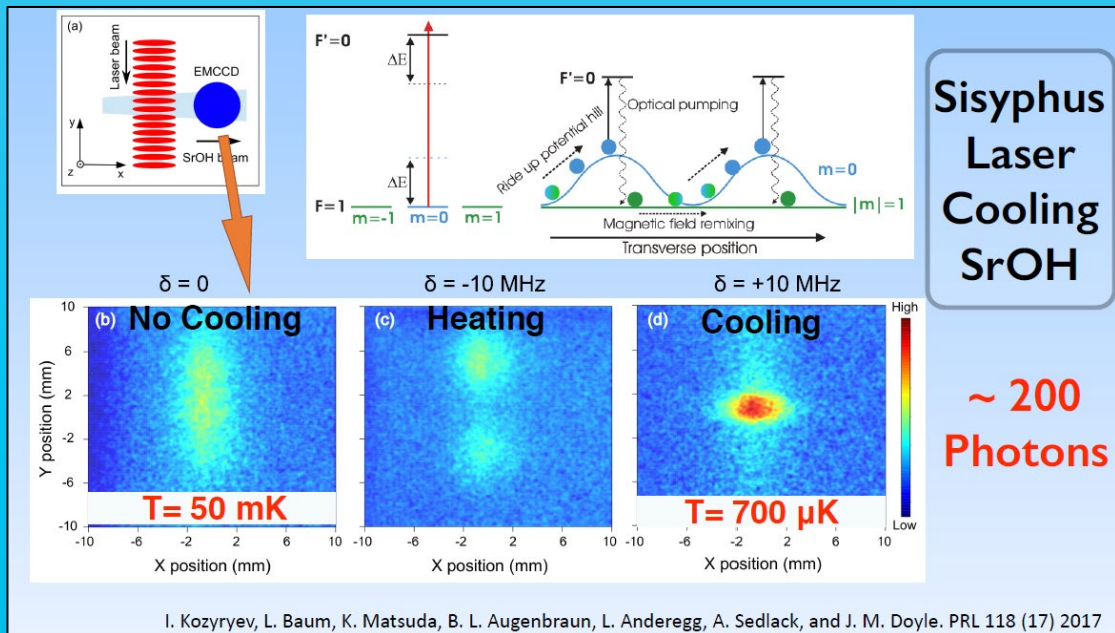 (a)
Laser beam
EMCCD
SrOH beam
y
z
x
F'=0
ΔE
ΔE
F=1
m=-1
m=0
m=1
F'=0
Optical pumping
Ride up potential hill
m=0
|m|=1
Magnetic field remixing
Transverse position
Sisyphus
Laser
Cooling
SrOH
δ = 0
δ = -10 MHz
δ = +10 MHz
(b) No Cooling
(c) Heating
(d) Cooling
High
Low
Y position (mm)
10
6
2
-2
-6
-10
T= 50 mK
T= 700 µK
-10 -6 -2 2 6 10
-10 -6 -2 2 6 10
-10 -6 -2 2 6 10
X position (mm)
X position (mm)
X position (mm)
~ 200
Photons
I. Kozyryev, L. Baum, K. Matsuda, B. L. Augenbraun, L. Anderegg, A. Sedlack, and J. M. Doyle. PRL 118 (17) 2017